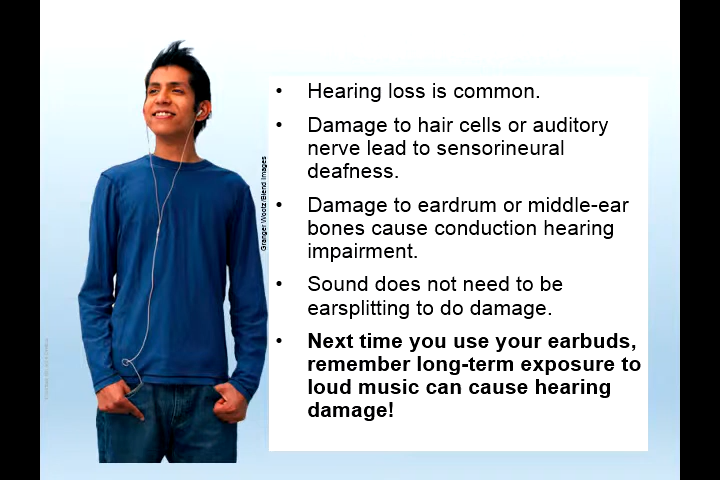 • Hearing loss is common.
• Damage to hair cells or auditory
nerve lead to sensorineural
deafness.
• Damage to eardrum or middle-ear
bones cause conduction hearing
impairment.
• Sound does not need to be
earsplitting to do damage.
• Next time you use your earbuds,
remember long-term exposure to
loud music can cause hearing
damage!
Granger Wootz/Blend Images